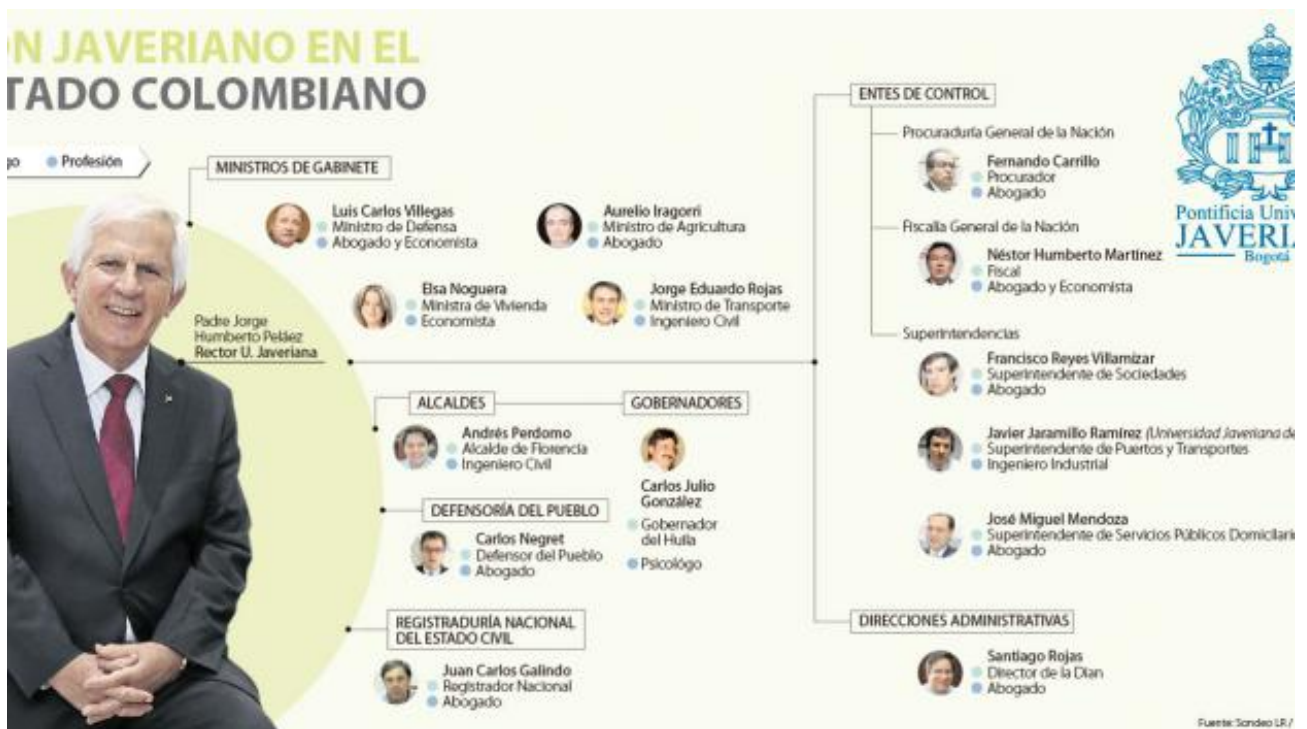 N JAVERIANO EN EL
TADO COLOMBIANO
Profesión
MINISTROS DE GABINETE
Luis Carlos Villegas
Ministro de Defensa
Abogado y Economista
Aurelio Iragorri
Ministro de Agricultura
Abogado
Elsa Noguera
Ministra de Vivienda
Economista
Jorge Eduardo Rojas
Ministro de Transporte
Ingeniero Civil
Padre Jorge
Humberto Peláez
Rector U. Javeriana
ALCALDES
Andrés Perdomo
Alcalde de Florencia
Ingeniero Civil
GOBERNADORES
Carlos Julio
González
Gobernador
del Huila
Psicológo
DEFENSORÍA DEL PUEBLO
Carlos Negret
Defensor del Pueblo
Abogado
REGISTRADURÍA NACIONAL
DEL ESTADO CIVIL
Juan Carlos Galindo
Registrador Nacional
Abogado
ENTES DE CONTROL
Procuraduría General de la Nación
Fernando Carrillo
Procurador
Abogado
Fiscalía General de la Nación
Néstor Humberto Martínez
Fiscal
Abogado y Economista
Superintendencias
Francisco Reyes Villamizar
Superintendente de Sociedades
Abogado
Javier Jaramillo Ramírez (Universidad Javeriana de
Superintendente de Puertos y Transportes
Ingeniero Industrial
José Miguel Mendoza
Superintendente de Servicios Públicos Domiciliari
Abogado
DIRECCIONES ADMINISTRATIVAS
Santiago Rojas
Director de la Dian
Abogado
IHS
Pontificia Unive
JAVERIA
Bogotá
Fuente: Sondeo LR /